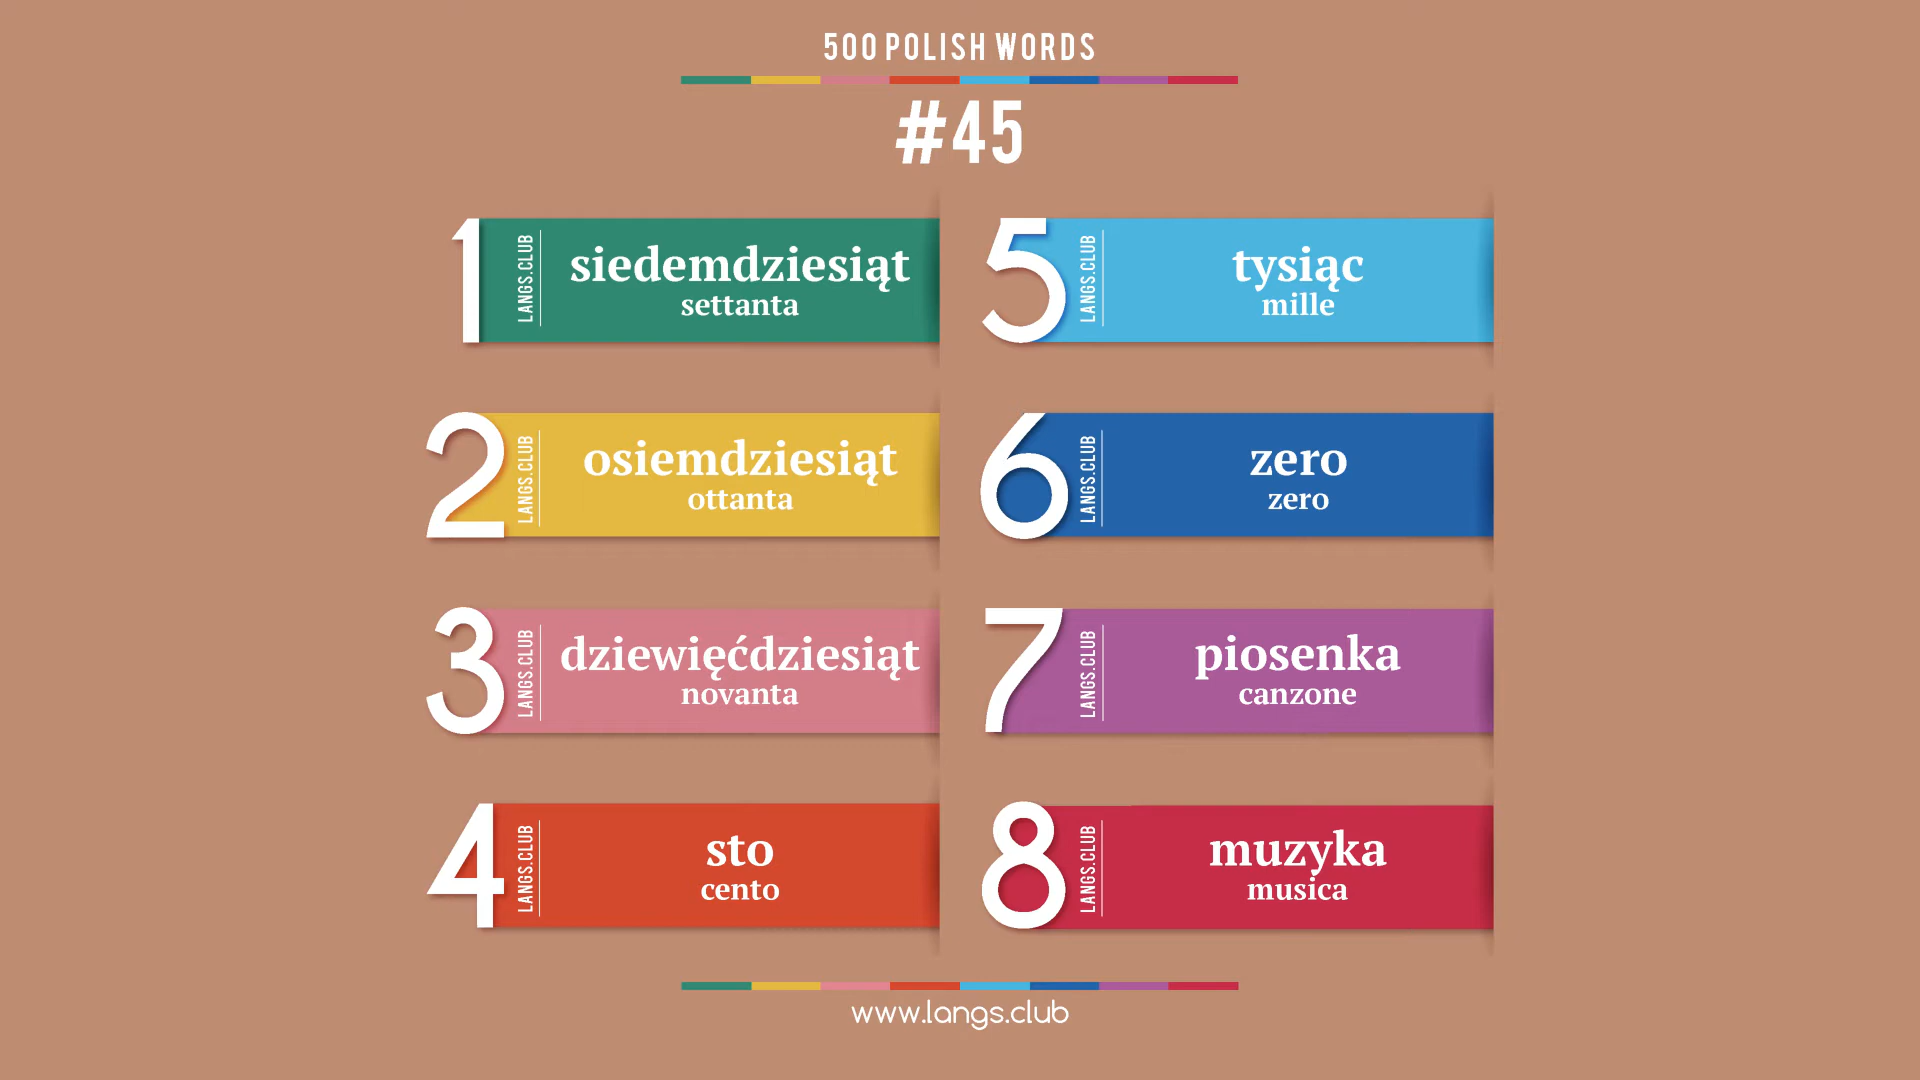 500 POLISH WORDS
#45
1
LANGS.CLUB
siedemdziesiąt
settanta
2
LANGS.CLUB
osiemdziesiąt
ottanta
3
LANGS.CLUB
dziewięćdziesiąt
novanta
4
LANGS.CLUB
sto
cento
5
LANGS.CLUB
tysiąc
mille
6
LANGS.CLUB
zero
zero
7
LANGS.CLUB
piosenka
canzone
8
LANGS.CLUB
muzyka
musica
www.langs.club